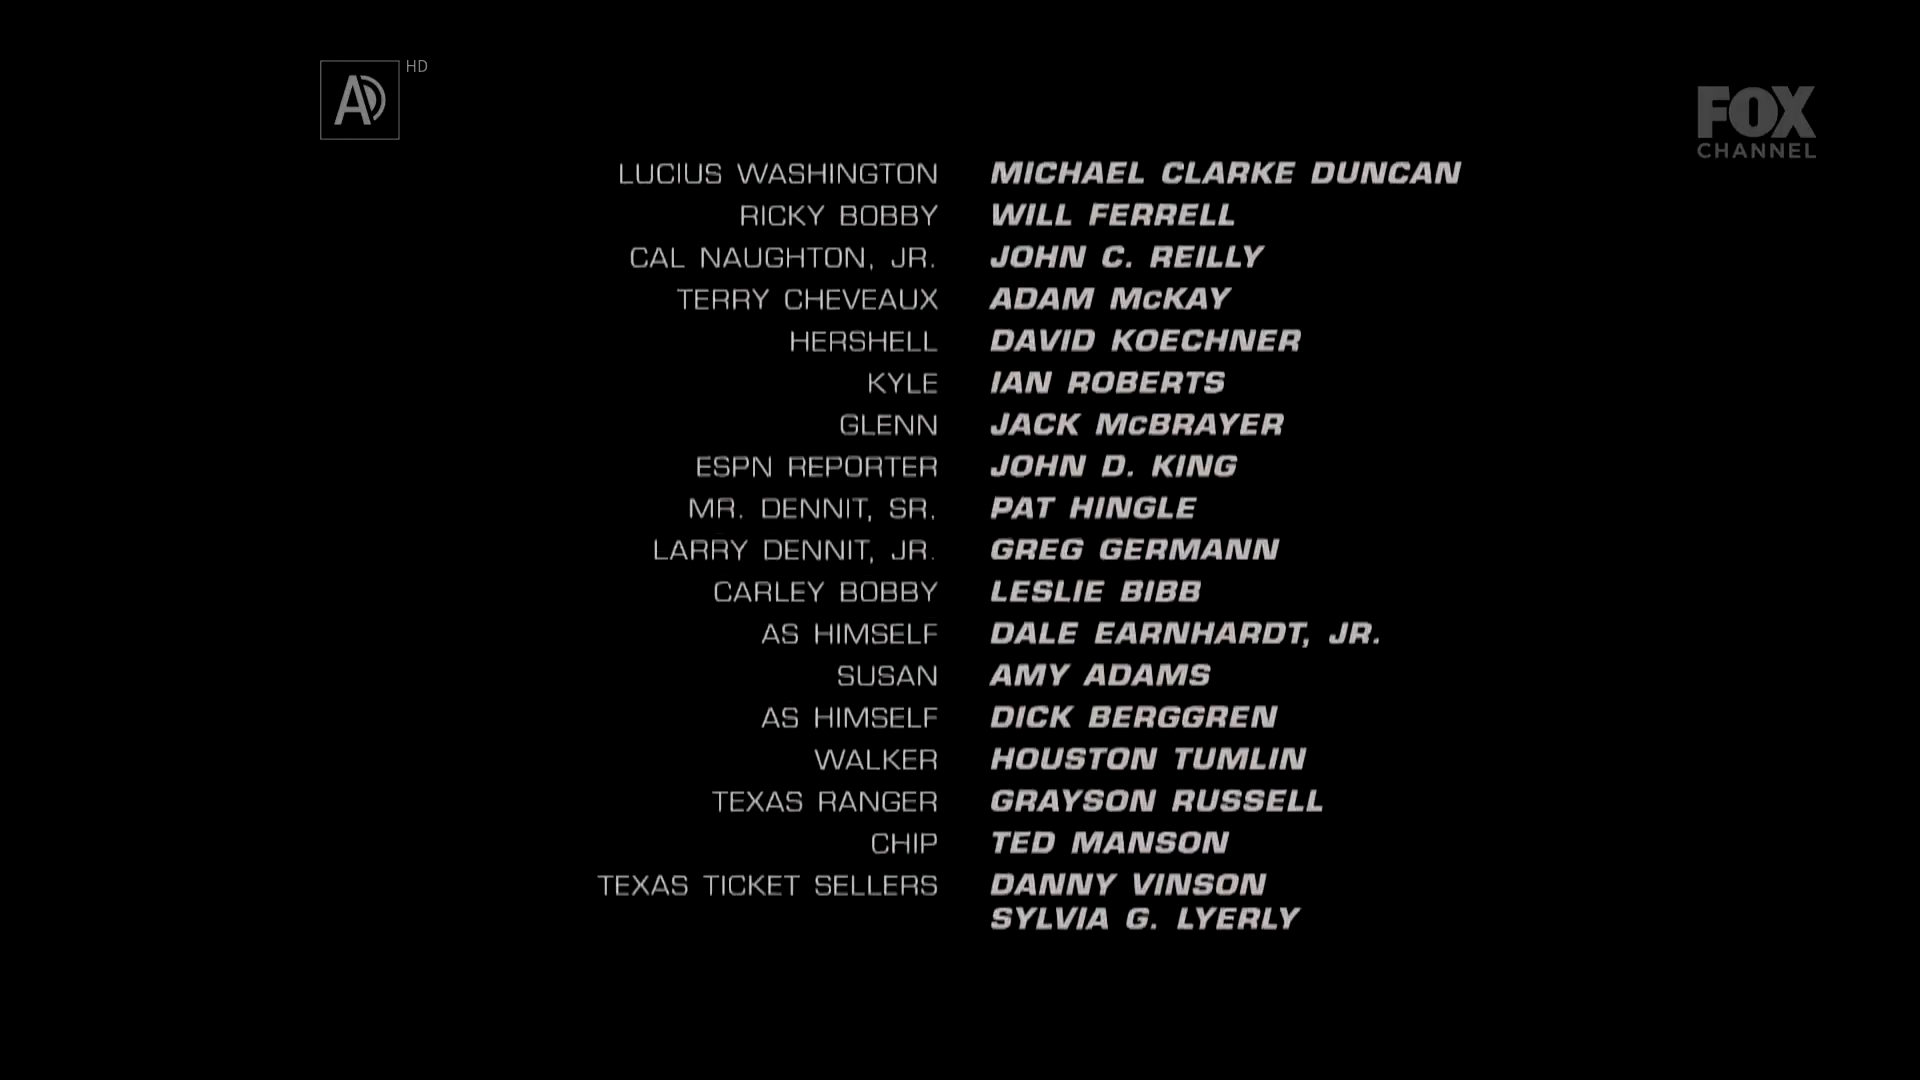 AD HD
FOX
CHANNEL
LUCIUS WASHINGTON MICHAEL CLARKE DUNCAN
RICKY BOBBY WILL FERRELL
CAL NAUGHTON, JR. JOHN C. REILLY
TERRY CHEVEAUX ADAM McKAY
HERSHELL DAVID KOECHNER
KYLE IAN ROBERTS
GLENN JACK McBRAYER
ESPN REPORTER JOHN D. KING
MR. DENNIT, SR. PAT HINGLE
LARRY DENNIT, JR. GREG GERMANN
CARLEY BOBBY LESLIE BIBB
AS HIMSELF DALE EARNHARDT, JR.
SUSAN AMY ADAMS
AS HIMSELF DICK BERGGREN
WALKER HOUSTON TUMLIN
TEXAS RANGER GRAYSON RUSSELL
CHIP TED MANSON
TEXAS TICKET SELLERS DANNY VINSON
SYLVIA G. LYERLY